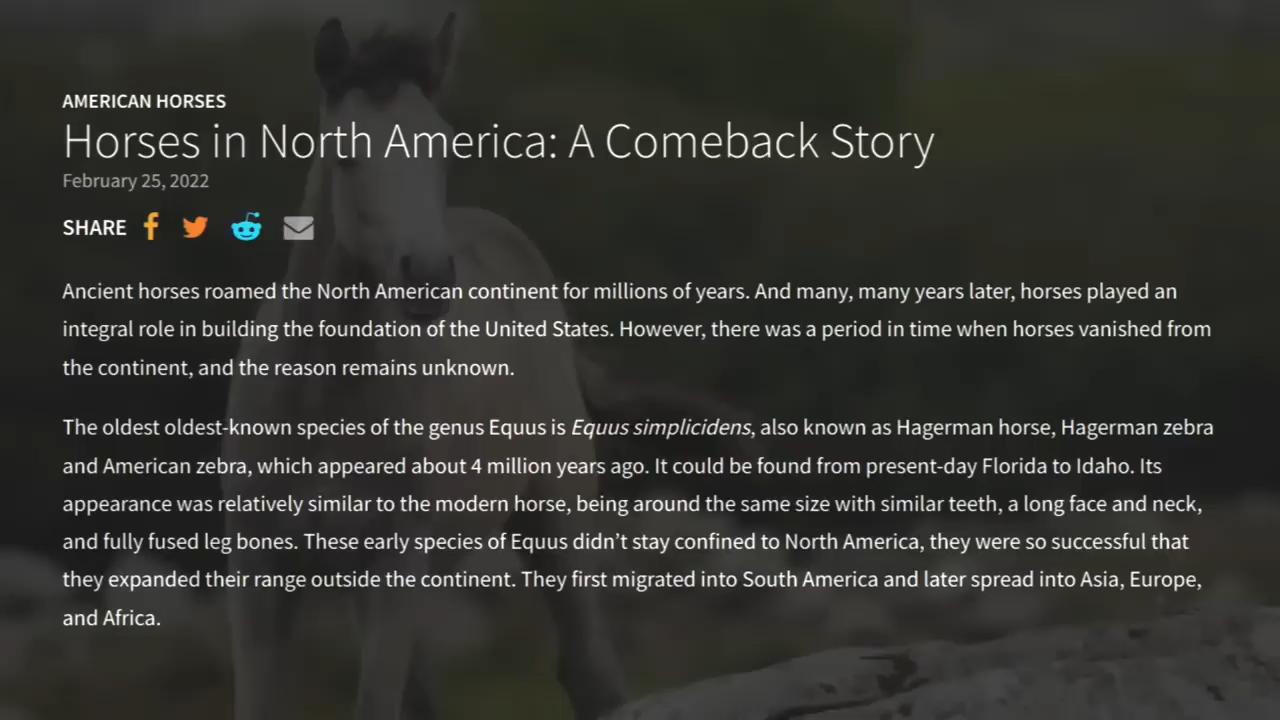 AMERICAN HORSES
Horses in North America: A Comeback Story
February 25, 2022
SHARE
Ancient horses roamed the North American continent for millions of years. And many, many years later, horses played an
integral role in building the foundation of the United States. However, there was a period in time when horses vanished from
the continent, and the reason remains unknown.
The oldest oldest-known species of the genus Equus is Equus simplicidens, also known as Hagerman horse, Hagerman zebra
and American zebra, which appeared about 4 million years ago. It could be found from present-day Florida to Idaho. Its
appearance was relatively similar to the modern horse, being around the same size with similar teeth, a long face and neck,
and fully fused leg bones. These early species of Equus didn’t stay confined to North America, they were so successful that
they expanded their range outside the continent. They first migrated into South America and later spread into Asia, Europe,
and Africa.